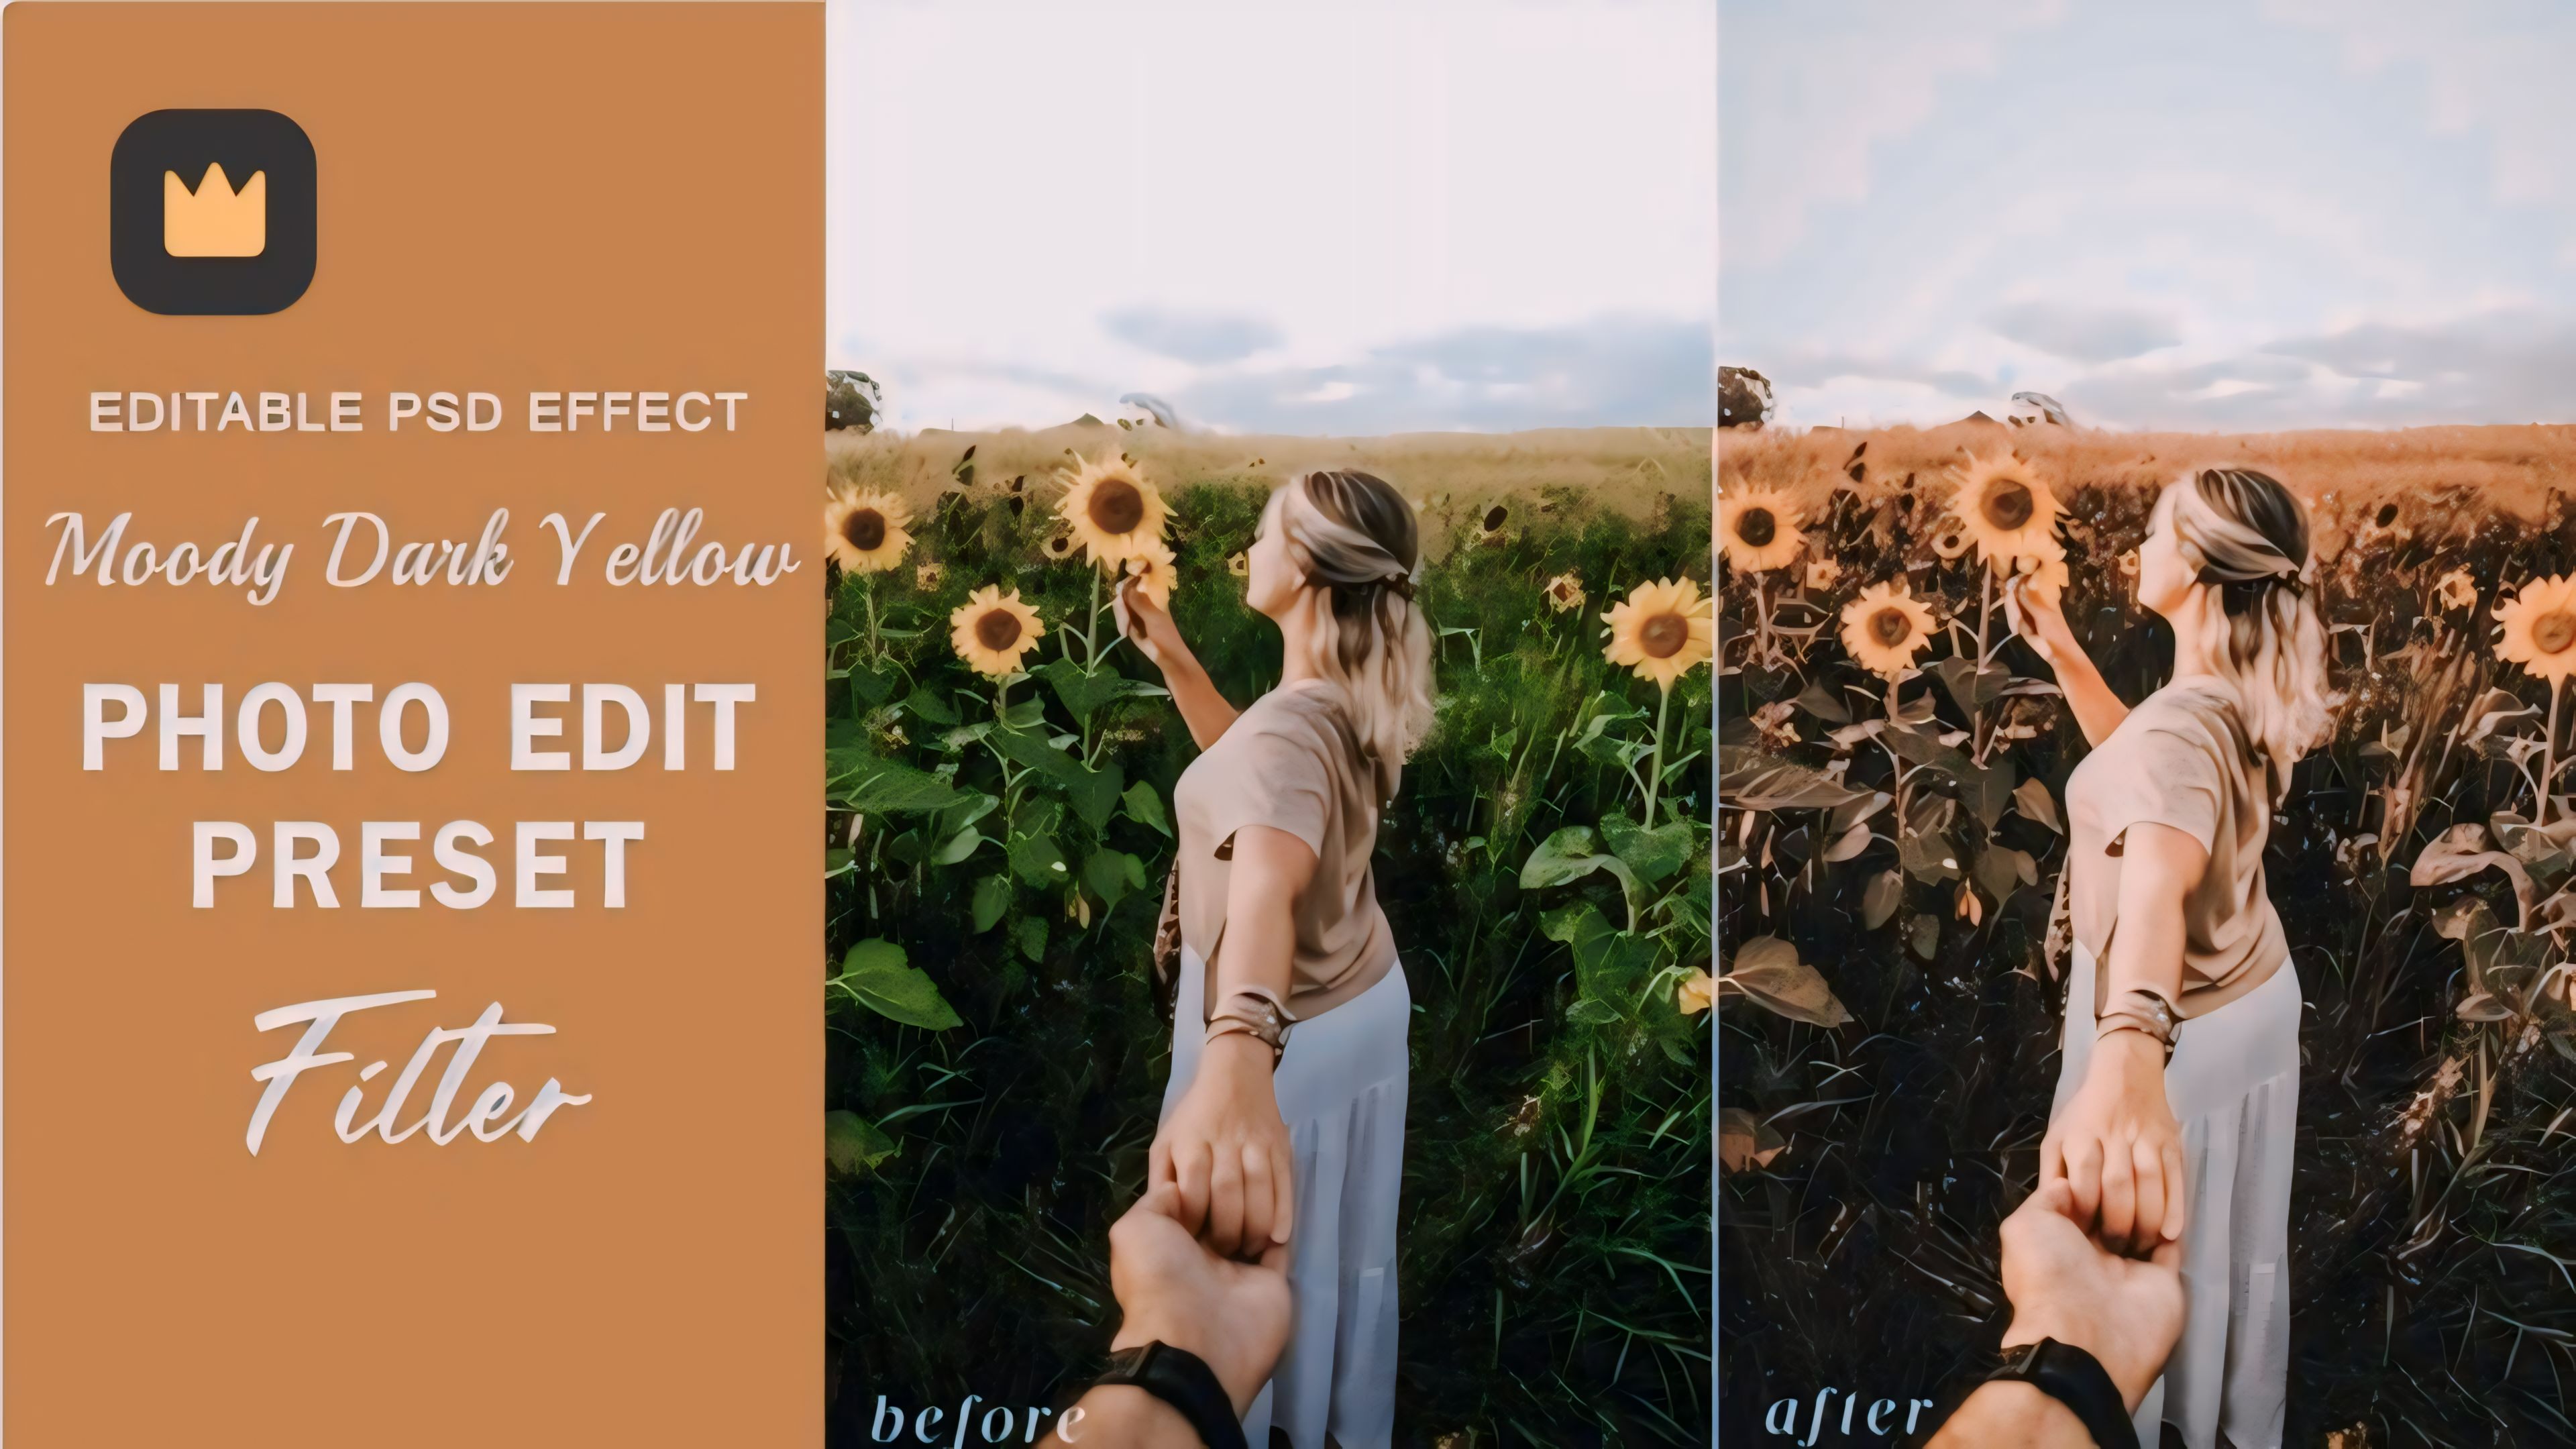 EDITABLE PSD EFFECT
Moody Dark Yellow
PHOTO EDIT
PRESET
Filter
before
after